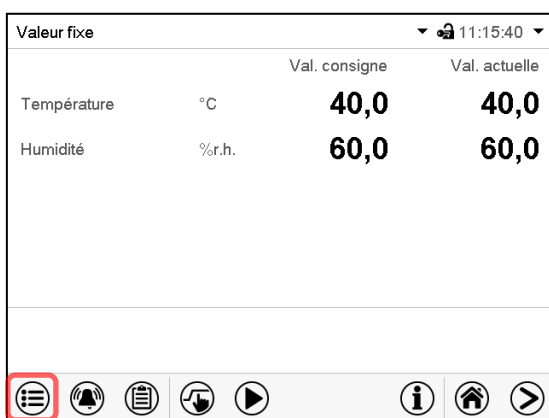 Valeur fixe 11:15:40
Val. consigne Val. actuelle
Température °C 40,0 40,0
Humidité %r.h. 60,0 60,0